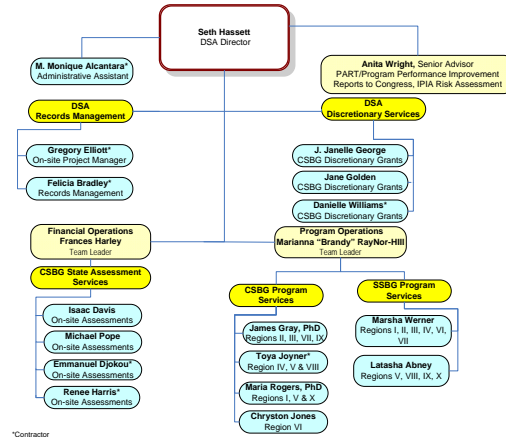 Seth Hassett
DSA Director
M. Monique Alcantara*
Administrative Assistant
Anita Wright, Senior Advisor
PART/Program Performance Improvement
Reports to Congress, IPIA Risk Assessment
DSA
Records Management
DSA
Discretionary Services
Gregory Elliott*
On-site Project Manager
Felicia Bradley*
Records Management
J. Janelle George
CSBG Discretionary Grants
Jane Golden
CSBG Discretionary Grants
Danielle Williams*
CSBG Discretionary Grants
Financial Operations
Frances Harley
Team Leader
Program Operations
Marianna “Brandy” RayNor-HIll
Team Leader
CSBG State Assessment
Services
Isaac Davis
On-site Assessments
Michael Pope
On-site Assessments
Emmanuel Djokou*
On-site Assessments
Renee Harris*
On-site Assessments
CSBG Program
Services
James Gray, PhD
Regions II, III, VII, IX
Toya Joyner*
Region IV, V & VIII
Maria Rogers, PhD
Regions I, V & X
Chryston Jones
Region VI
SSBG Program
Services
Marsha Werner
Regions I, II, III, IV, VI,
VII
Latasha Abney
Regions V, VIII, IX, X
*Contractor